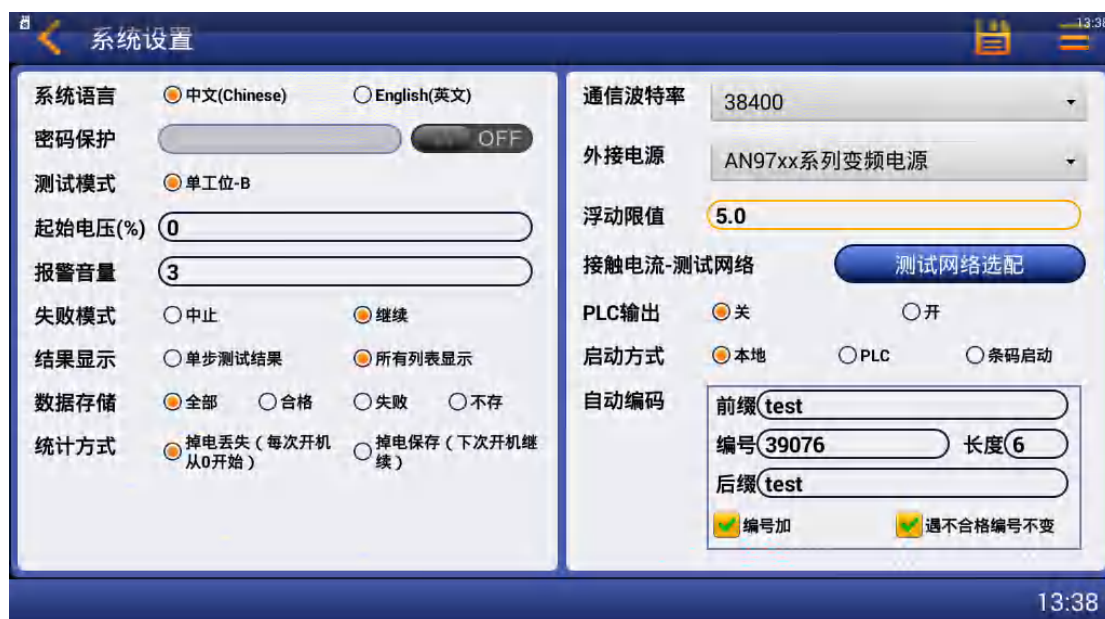 13:38
系统设置
系统语言 中文(Chinese) English(英文)
密码保护 OFF
测试模式 单工位-B
起始电压(%) 0
报警音量 3
失败模式 中止 继续
结果显示 单步测试结果 所有列表显示
数据存储 全部 合格 失败 不存
统计方式 掉电丢失（每次开机 掉电保存（下次开机继
从0开始） 续）
通信波特率 38400
外接电源 AN97xx系列变频电源
浮动限值 5.0
接触电流-测试网络 测试网络选配
PLC输出 关 开
启动方式 本地 PLC 条码启动
自动编码 前缀 test
编号 39076 长度 6
后缀 test
编号加 遇不合格编号不变
13:38